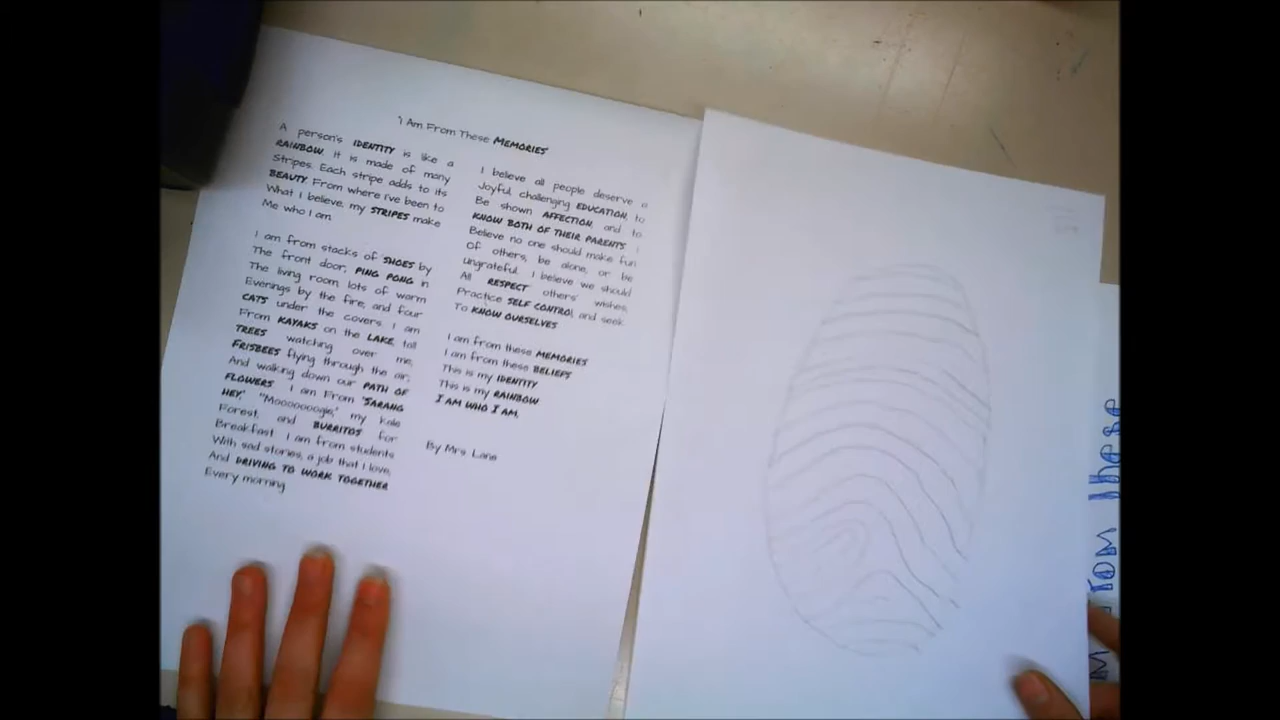 'I Am From These MEMORIES'
A person's IDENTITY is like a
RAINBOW. It is made of many
Stripes. Each stripe adds to its
BEAUTY. From where i've been to
What I believe, my STRIPES make
Me who I am.
I am from stacks of SHOES by
The front door, PING PONG in
The living room, lots of warm
Evenings by the fire, and four
CATS under the covers. I am
From KAYAKS on the LAKE, tall
TREES watching over me,
FRISBEES flying through the air,
And walking down our PATH OF
FLOWERS. I am From "SARANG
HEY," "Mooooooogle," my kale
Forest, and BURRITOS for
Breakfast. I am from students
With sad stories, a job that I love,
And DRIVING TO WORK TOGETHER
Every morning.
I believe all people deserve a
Joyful, challenging EDUCATION, to
Be shown AFFECTION, and to
KNOW BOTH OF THEIR PARENTS. I
Believe no one should make fun
Of others, be alone, or be
Ungrateful. I believe we should
All RESPECT others' wishes,
Practice SELF CONTROL, and seek
To KNOW OURSELVES.
I am from these MEMORIES
I am from these BELIEFS
This is my IDENTITY
This is my RAINBOW
I AM WHO I AM.
By Mrs. Lane
these